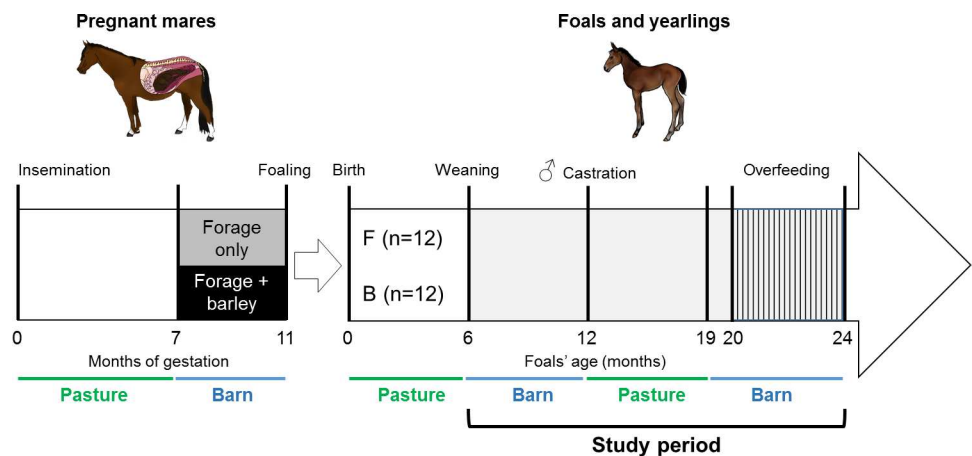 Pregnant mares
Foals and yearlings
Insemination
Foaling
Birth
Weaning
♂ Castration
Overfeeding
Forage
only
Forage +
barley
F (n=12)
B (n=12)
0
7
11
0
6
12
19
20
24
Months of gestation
Foals' age (months)
Pasture
Barn
Pasture
Barn
Pasture
Barn
Study period